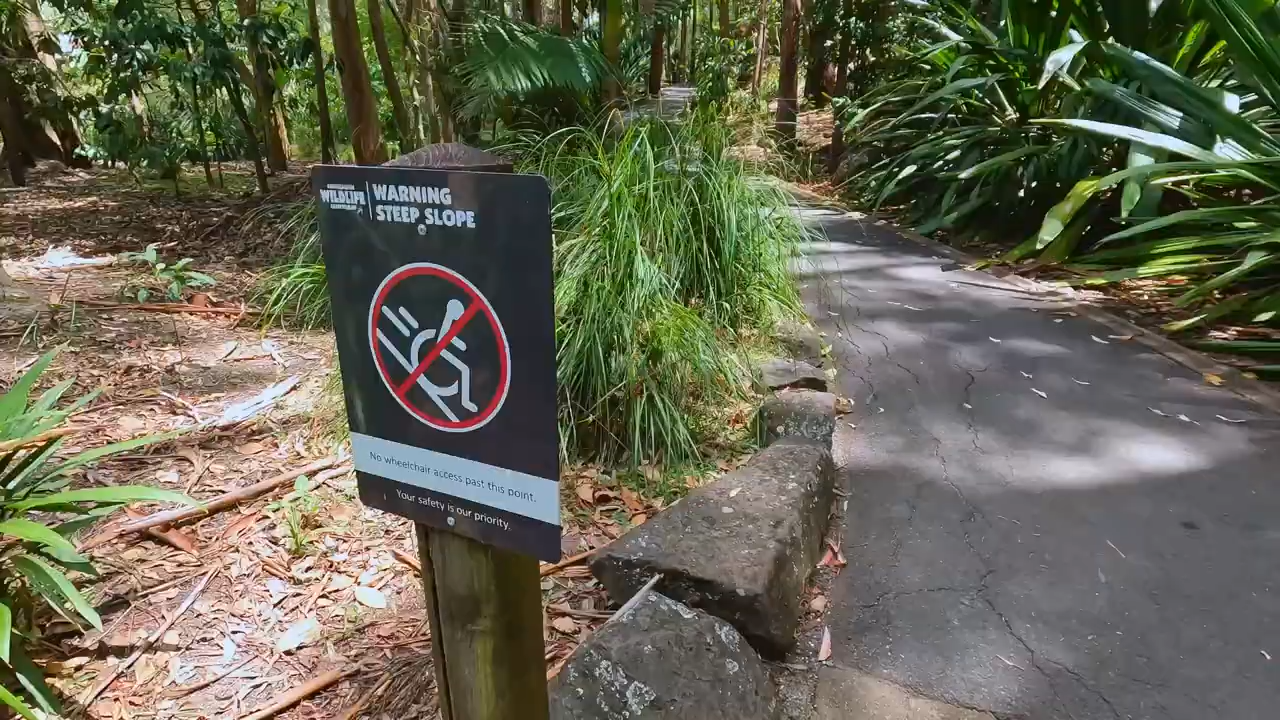 WILDLIFE
WARNING
STEEP SLOPE
No wheelchair access past this point.
Your safety is our priority.